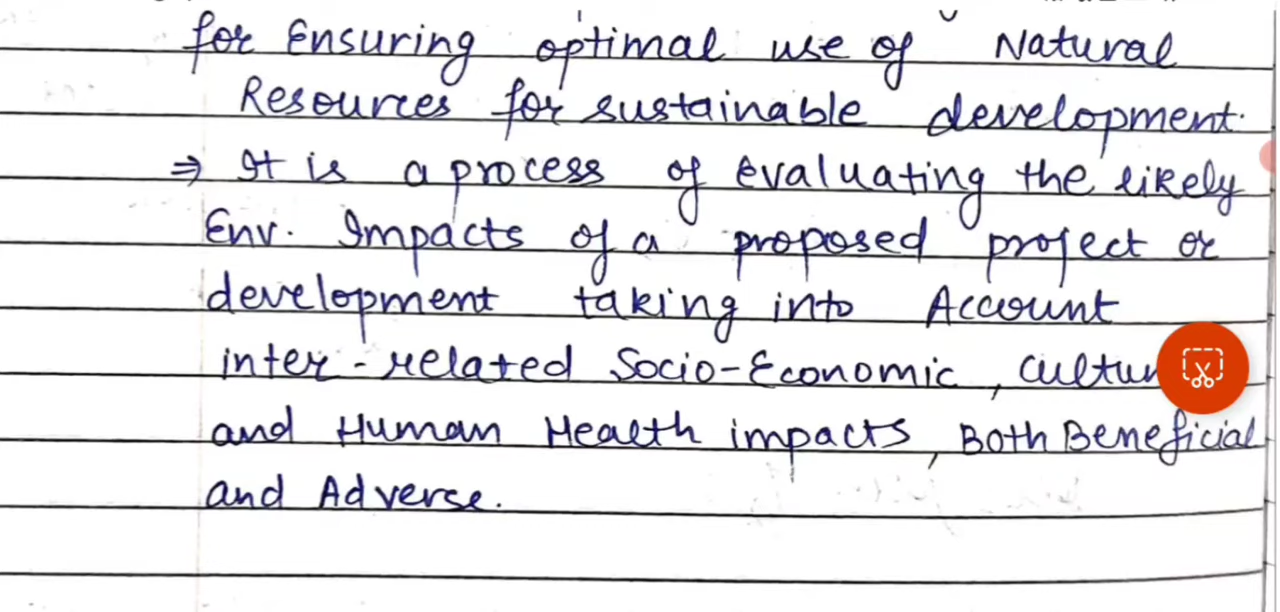 for Ensuring optimal use of Natural
Resources for sustainable development.
⇒ It is a process of evaluating the likely
Env. Impacts of a proposed project or
development taking into Account
inter-related Socio-Economic,
and Human Health impacts, Both Beneficial
and Adverse.